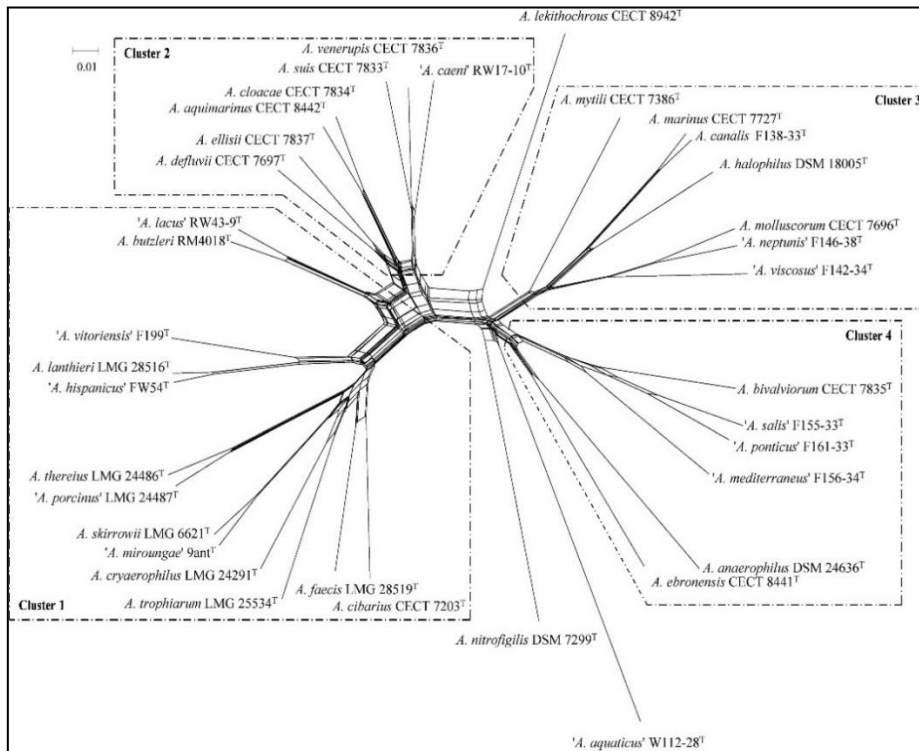 A. lekithochrous CECT 8942ᵀ
0.01
Cluster 2
A. venerupis CECT 7836ᵀ
A. suis CECT 7833ᵀ
'A. caeni' RW17-10ᵀ
A. cloacae CECT 7834ᵀ
A. aquimarinus CECT 8442ᵀ
A. ellisii CECT 7837ᵀ
A. defluvii CECT 7697ᵀ
Cluster 3
A. mytili CECT 7386ᵀ
A. marinus CECT 7727ᵀ
A. canalis F138-33ᵀ
A. halophilus DSM 18005ᵀ
A. molluscorum CECT 7696ᵀ
'A. neptunis' F146-38ᵀ
'A. viscosus' F142-34ᵀ
'A. lacus' RW43-9ᵀ
A. butzleri RM4018ᵀ
'A. vitoriensis' F199ᵀ
A. lanthieri LMG 28516ᵀ
'A. hispanicus' FW54ᵀ
A. thereius LMG 24486ᵀ
'A. porcinus' LMG 24487ᵀ
A. skirrowii LMG 6621ᵀ
'A. miroungae' 9antᵀ
A. cryaerophilus LMG 24291ᵀ
A. trophiarum LMG 25534ᵀ
A. faecis LMG 28519ᵀ
A. cibarius CECT 7203ᵀ
Cluster 1
Cluster 4
A. bivalviorum CECT 7835ᵀ
'A. salis' F155-33ᵀ
'A. ponticus' F161-33ᵀ
'A. mediterraneus' F156-34ᵀ
A. anaerophilus DSM 24636ᵀ
A. ebronensis CECT 8441ᵀ
A. nitrofigilis DSM 7299ᵀ
'A. aquaticus' W112-28ᵀ